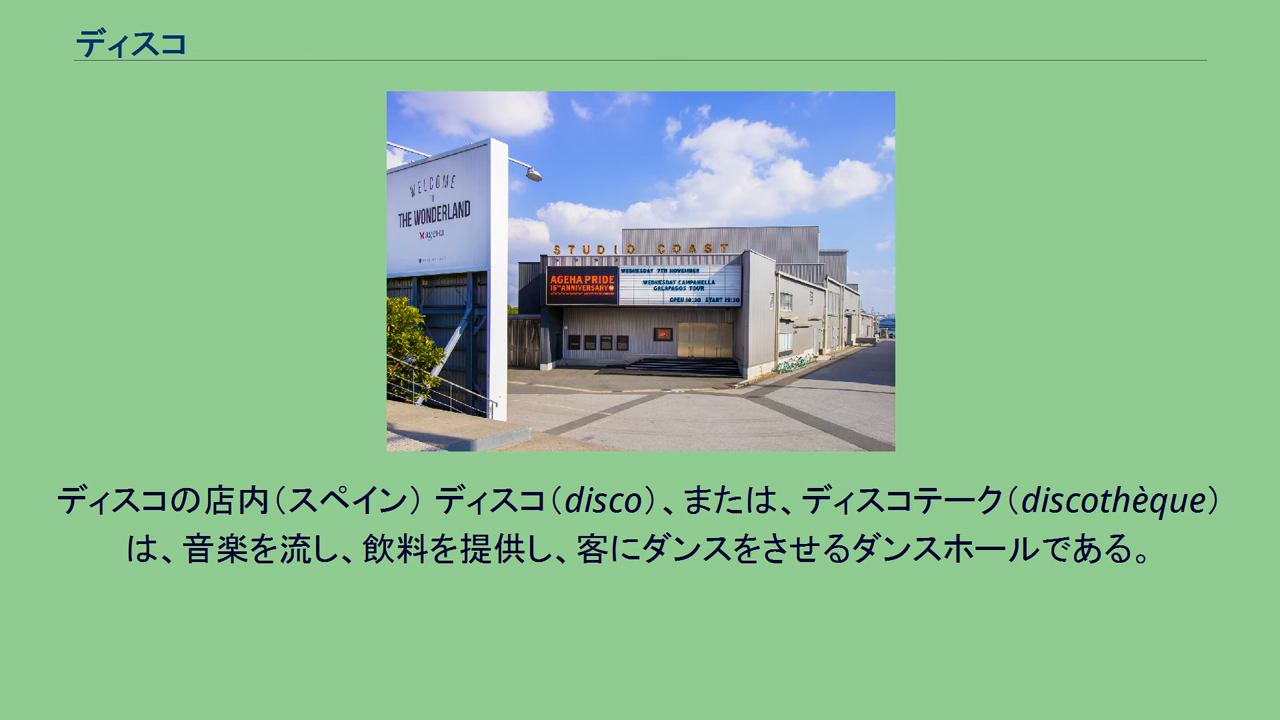 ディスコ
WELCOME
TO
THE WONDERLAND
STUDIO COAST
AGEHA PRIDE
16TH ANNIVERSARY
WEDNESDAY 7TH NOVEMBER
WEDNESDAY CAMPANELLA
GALAPAGOS TOUR
OPEN 18:30 START 19:30
ディスコの店内（スペイン） ディスコ（disco）、または、ディスコテーク（discothèque）
は、音楽を流し、飲料を提供し、客にダンスをさせるダンスホールである。